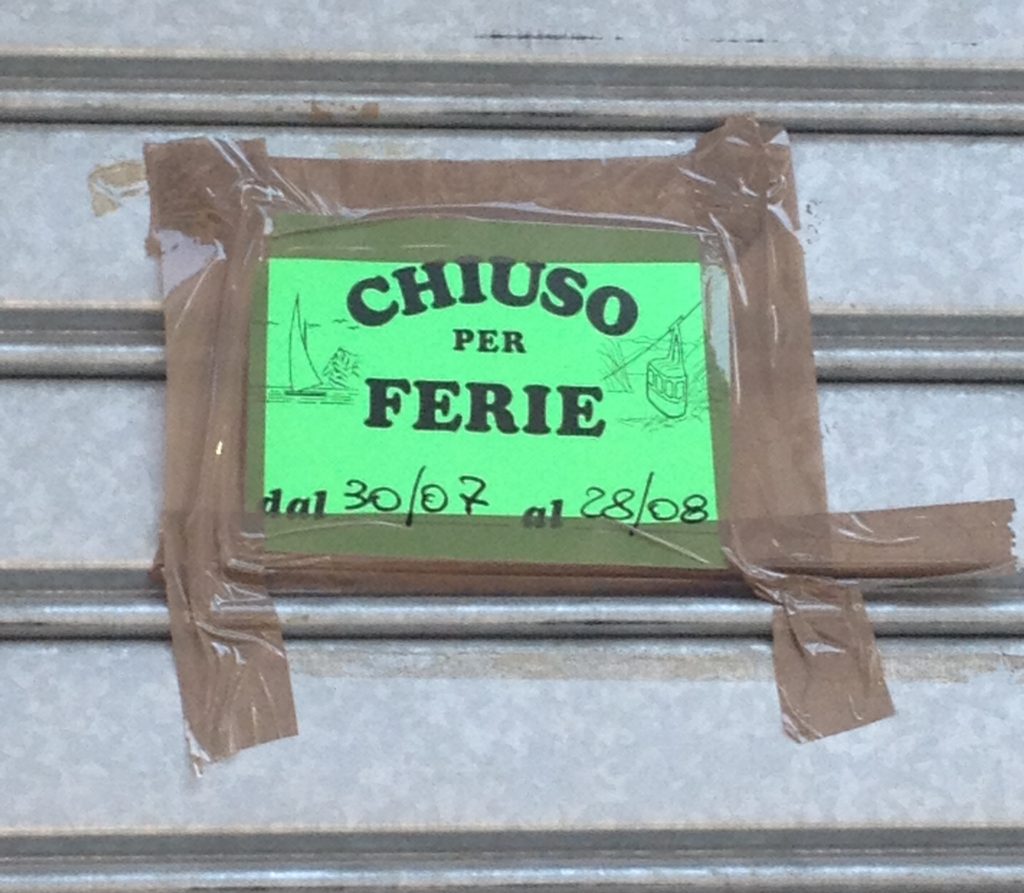 CHIUSO
PER
FERIE
dal 30/07 al 28/08